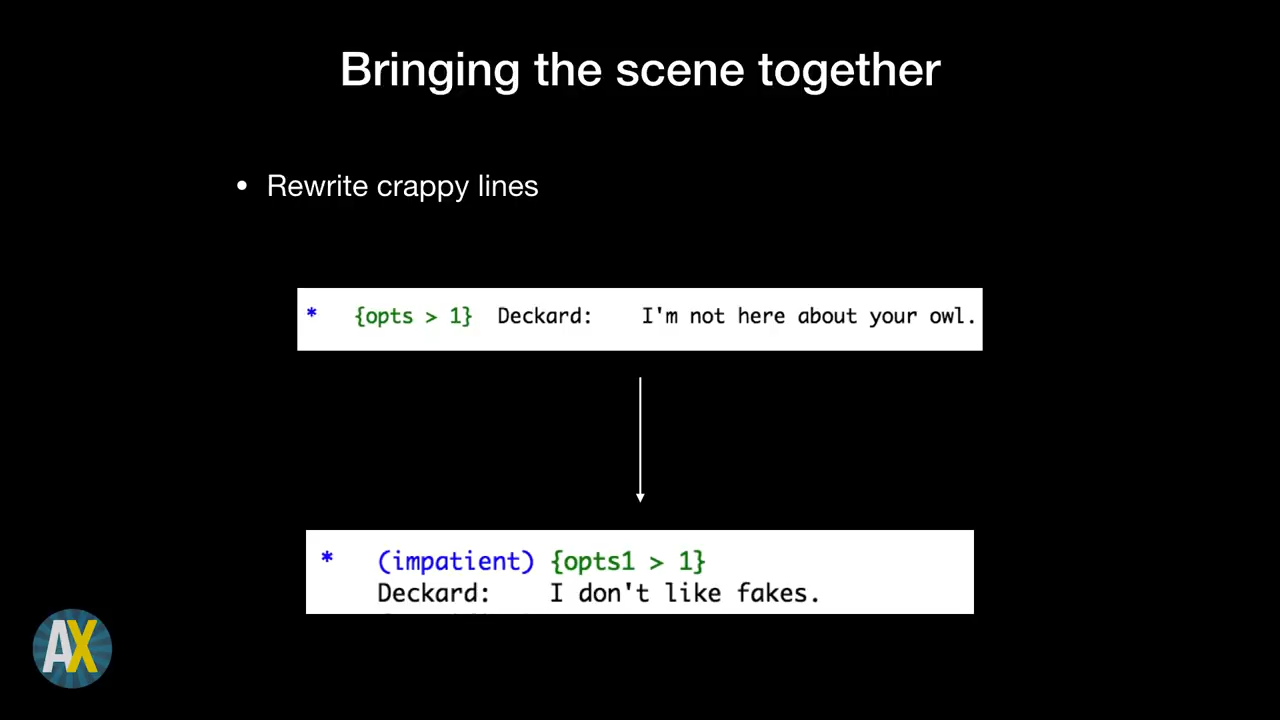 Bringing the scene together
• Rewrite crappy lines
* {opts > 1} Deckard: I'm not here about your owl.
* (impatient) {opts1 > 1}
Deckard: I don't like fakes.
AX